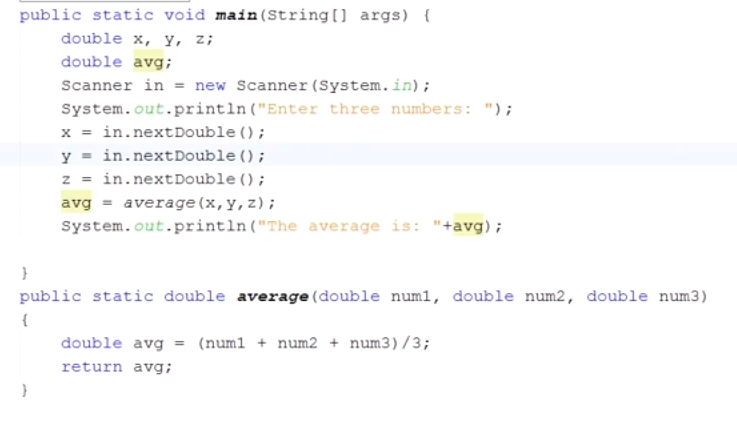 public static void main(String[] args) {
    double x, y, z;
    double avg;
    Scanner in = new Scanner(System.in);
    System.out.println("Enter three numbers: ");
    x = in.nextDouble();
    y = in.nextDouble();
    z = in.nextDouble();
    avg = average(x,y,z);
    System.out.println("The average is: "+avg);
}
public static double average(double num1, double num2, double num3)
{
    double avg = (num1 + num2 + num3)/3;
    return avg;
}